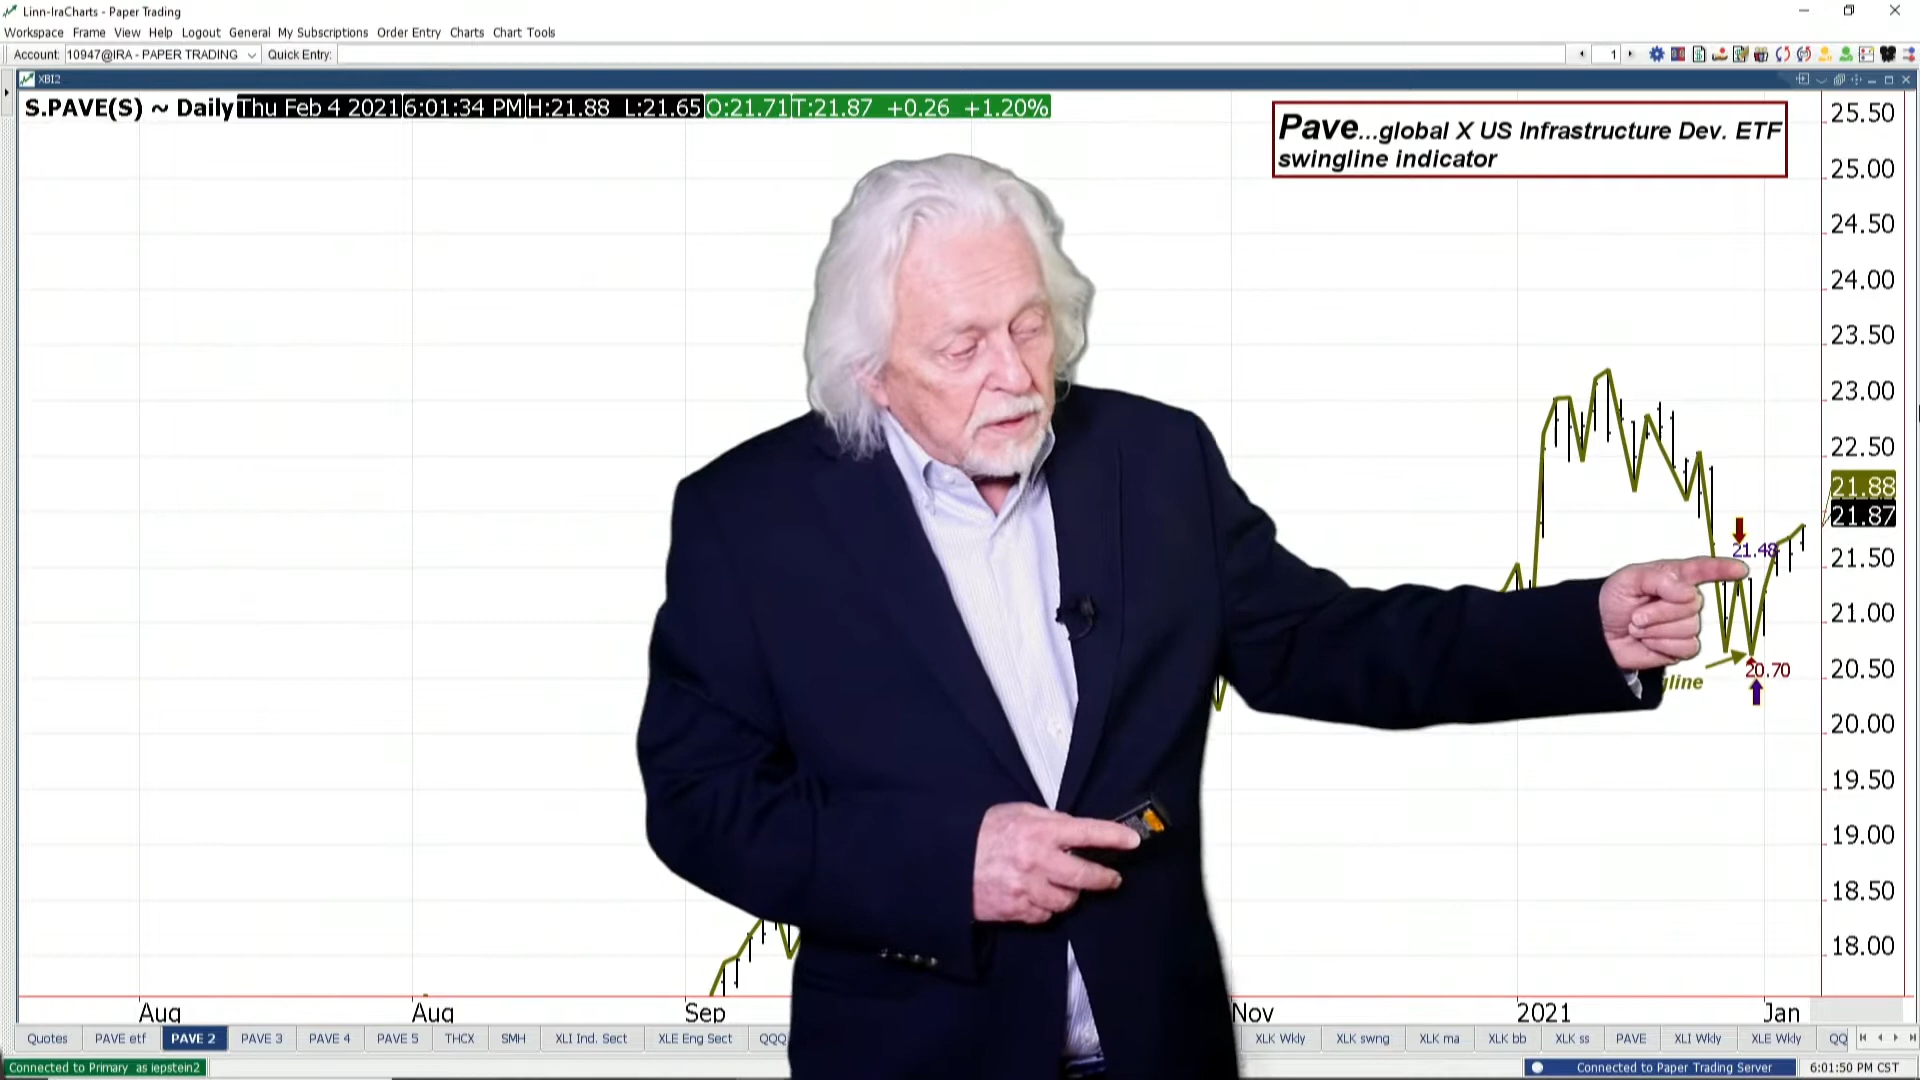 Linn-IraCharts - Paper Trading
Workspace Frame View Help Logout General My Subscriptions Order Entry Charts Chart Tools
Account: 10947@IRA - PAPER TRADING Quick Entry: 1
XBI2
S.PAVE(S) ~ Daily Thu Feb 4 2021 6:01:34 PM H:21.88 L:21.65 O:21.71 T:21.87 +0.26 +1.20%
Pave...global X US Infrastructure Dev. ETF
swingline indicator
25.50
25.00
24.50
24.00
23.50
23.00
22.50
21.88
21.87
21.48
21.50
21.00
20.70
20.50
line
20.00
19.50
19.00
18.50
18.00
Aug Aug Sep Nov 2021 Jan
Quotes PAVE etf PAVE 2 PAVE 3 PAVE 4 PAVE 5 THCX SMH XLI Ind. Sect XLE Eng Sect QQQ XLK Wkly XLK swng XLK ma XLK bb XLK ss PAVE XLI Wkly XLE Wkly QQ
Connected to Primary as iepstein2 Connected to Paper Trading Server 6:01:50 PM CST